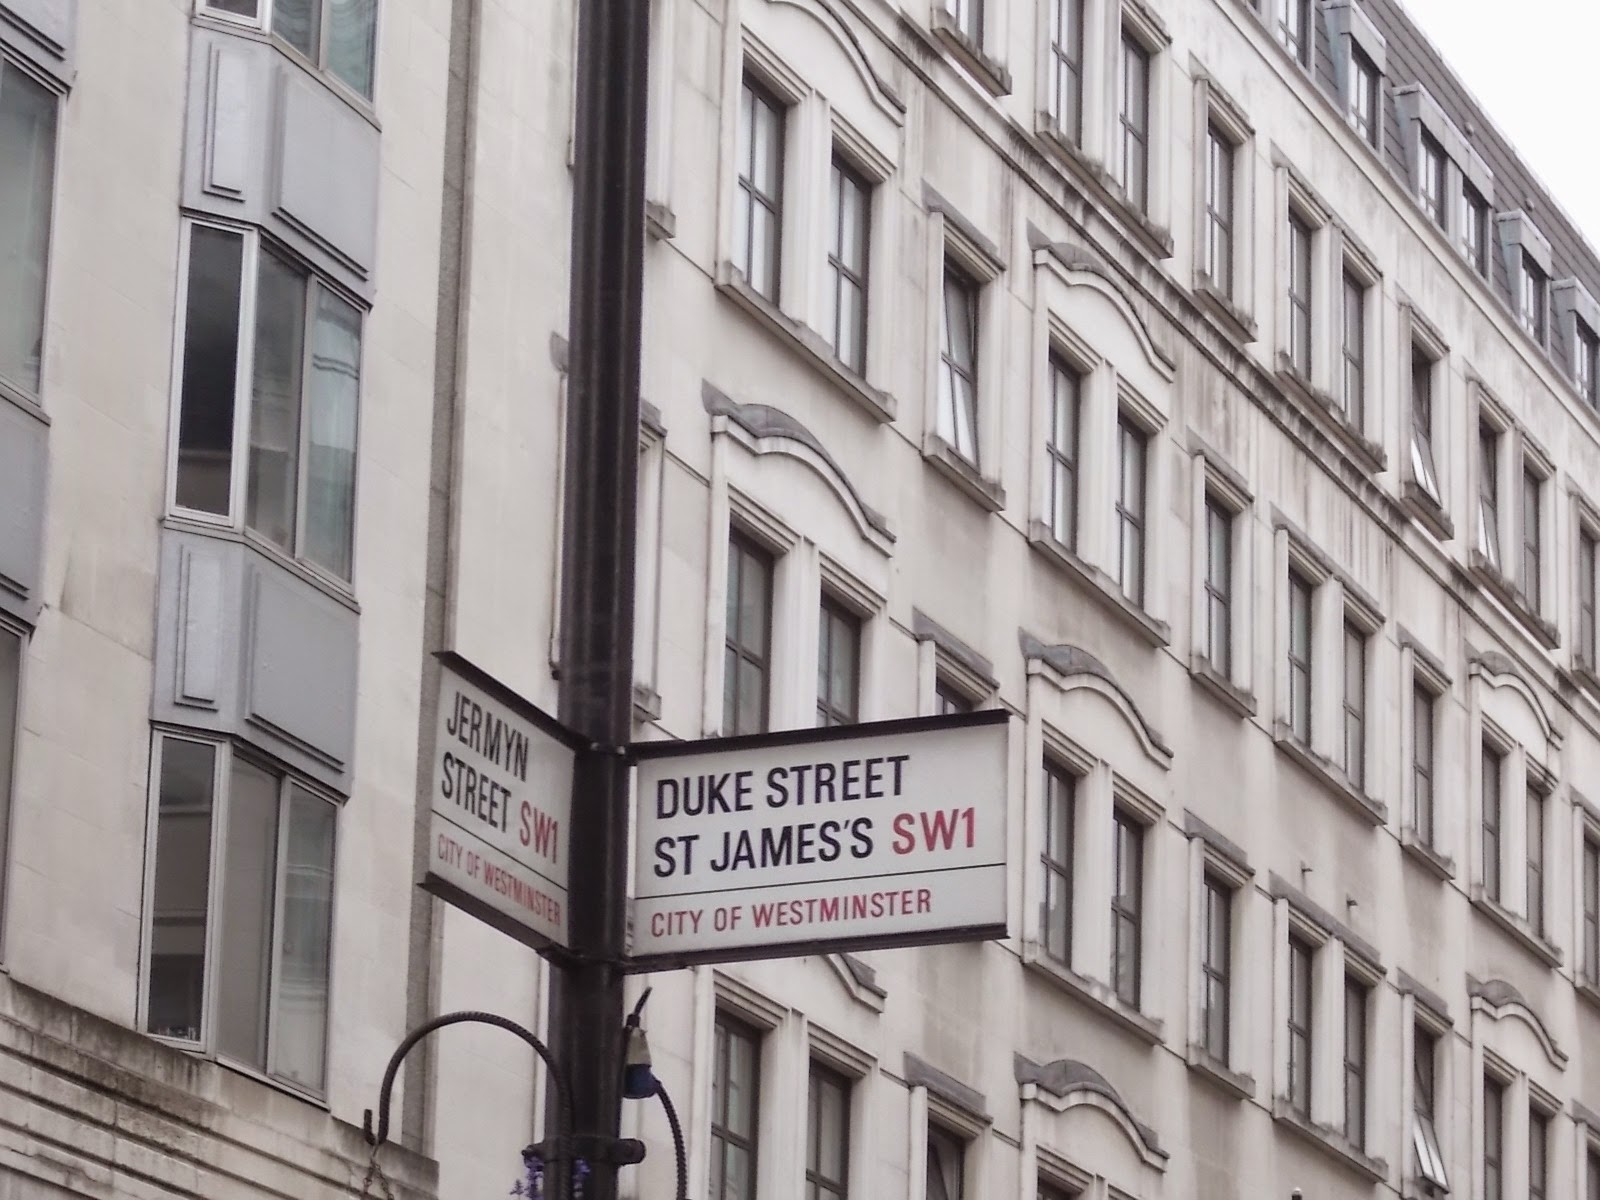 JERMYN
STREET SW1
CITY OF WESTMINSTER
DUKE STREET
ST JAMES'S SW1
CITY OF WESTMINSTER